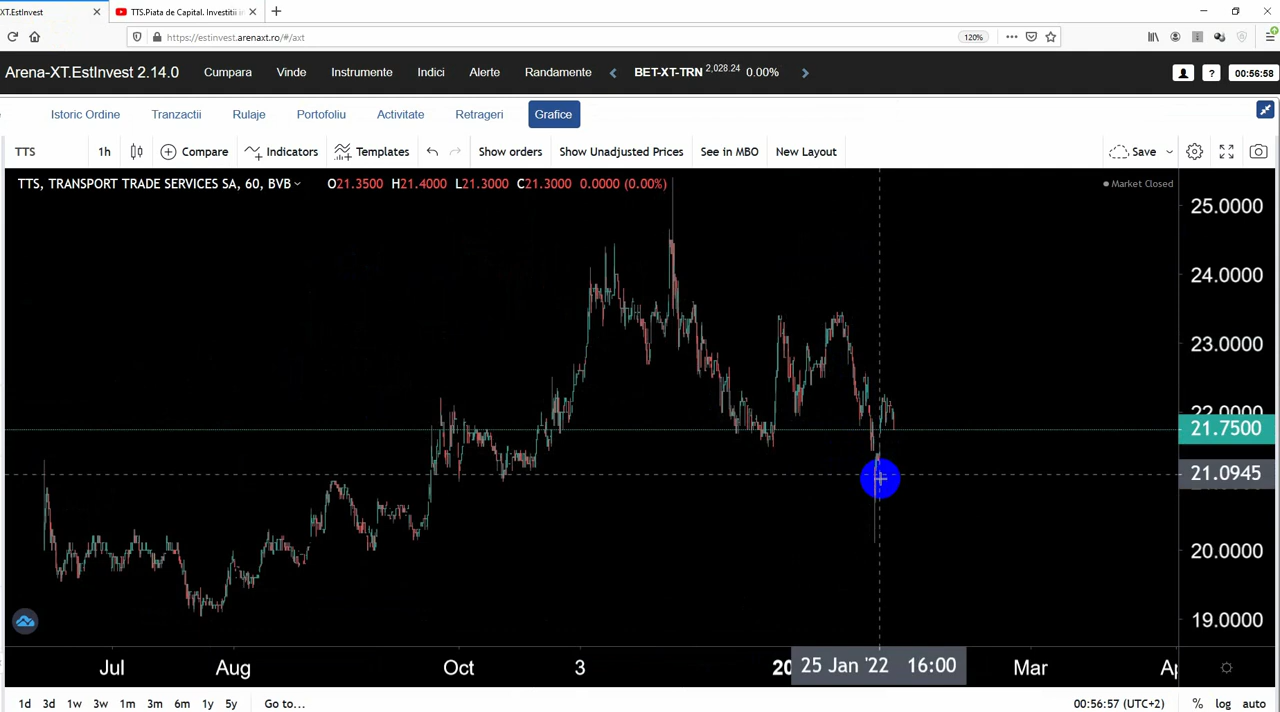 XT.EstInvest
TTS.Piata de Capital. Investitii i
https://estinvest.arenaxt.ro/#/axt
120%
Arena-XT.EstInvest 2.14.0 Cumpara Vinde Instrumente Indici Alerte Randamente BET-XT-TRN 2,028.24 0.00% ? 00:56:58
Istoric Ordine Tranzactii Rulaje Portofoliu Activitate Retrageri Grafice
TTS 1h Compare Indicators Templates Show orders Show Unadjusted Prices See in MBO New Layout Save
TTS, TRANSPORT TRADE SERVICES SA, 60, BVB O21.3500 H21.4000 L21.3000 C21.3000 0.0000 (0.00%) Market Closed
25.0000
24.0000
23.0000
22.0000
21.7500
21.0945
20.0000
19.0000
Jul Aug Oct 3 20 25 Jan '22 16:00 Mar Ap
1d 3d 1w 3w 1m 3m 6m 1y 5y Go to... 00:56:57 (UTC+2) % log auto